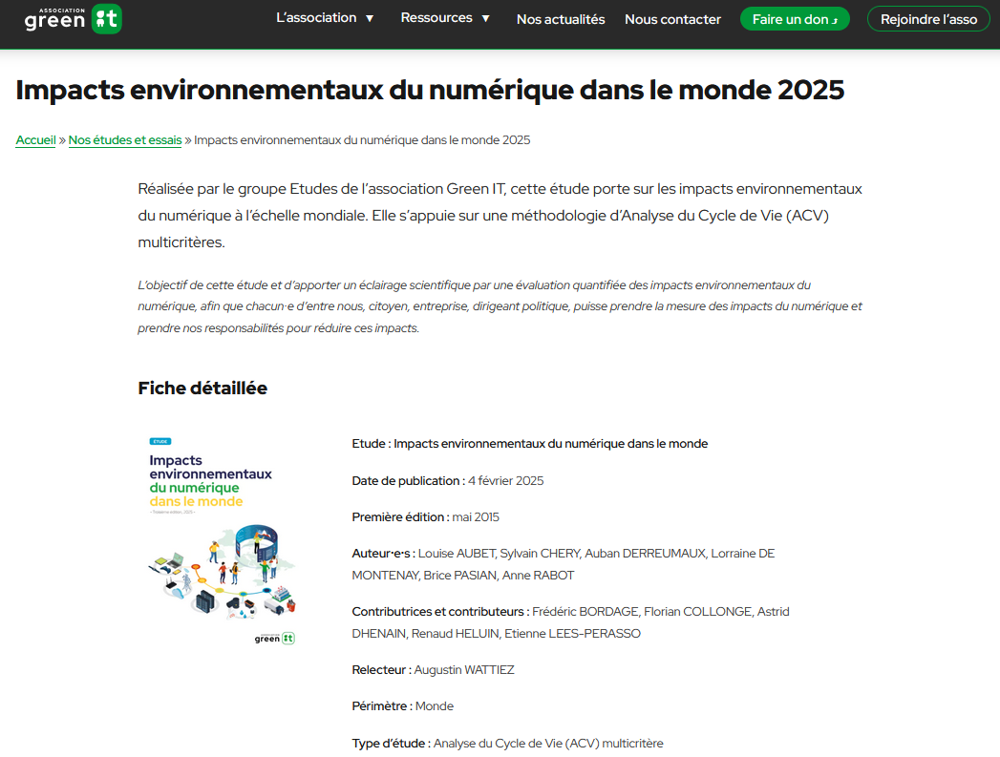 ASSOCIATION
green it
L'association ▼
Ressources ▼
Nos actualités
Nous contacter
Faire un don
Rejoindre l'asso
Impacts environnementaux du numérique dans le monde 2025
Accueil » Nos études et essais » Impacts environnementaux du numérique dans le monde 2025
Réalisée par le groupe Etudes de l'association Green IT, cette étude porte sur les impacts environnementaux
du numérique à l'échelle mondiale. Elle s'appuie sur une méthodologie d'Analyse du Cycle de Vie (ACV)
multicritères.
L'objectif de cette étude et d'apporter un éclairage scientifique par une évaluation quantifiée des impacts environnementaux du
numérique, afin que chacun·e d'entre nous, citoyen, entreprise, dirigeant politique, puisse prendre la mesure des impacts du numérique et
prendre nos responsabilités pour réduire ces impacts.
Fiche détaillée
ETUDE
Impacts
environnementaux
du numérique
dans le monde
green it
Etude : Impacts environnementaux du numérique dans le monde
Date de publication : 4 février 2025
Première édition : mai 2015
Auteur·e·s : Louise AUBET, Sylvain CHERY, Auban DERREUMAUX, Lorraine DE
MONTENAY, Brice PASIAN, Anne RABOT
Contributrices et contributeurs : Frédéric BORDAGE, Florian COLLONGE, Astrid
DHENAIN, Renaud HELUIN, Etienne LEES-PERASSO
Relecteur : Augustin WATTIEZ
Périmètre : Monde
Type d'étude : Analyse du Cycle de Vie (ACV) multicritère